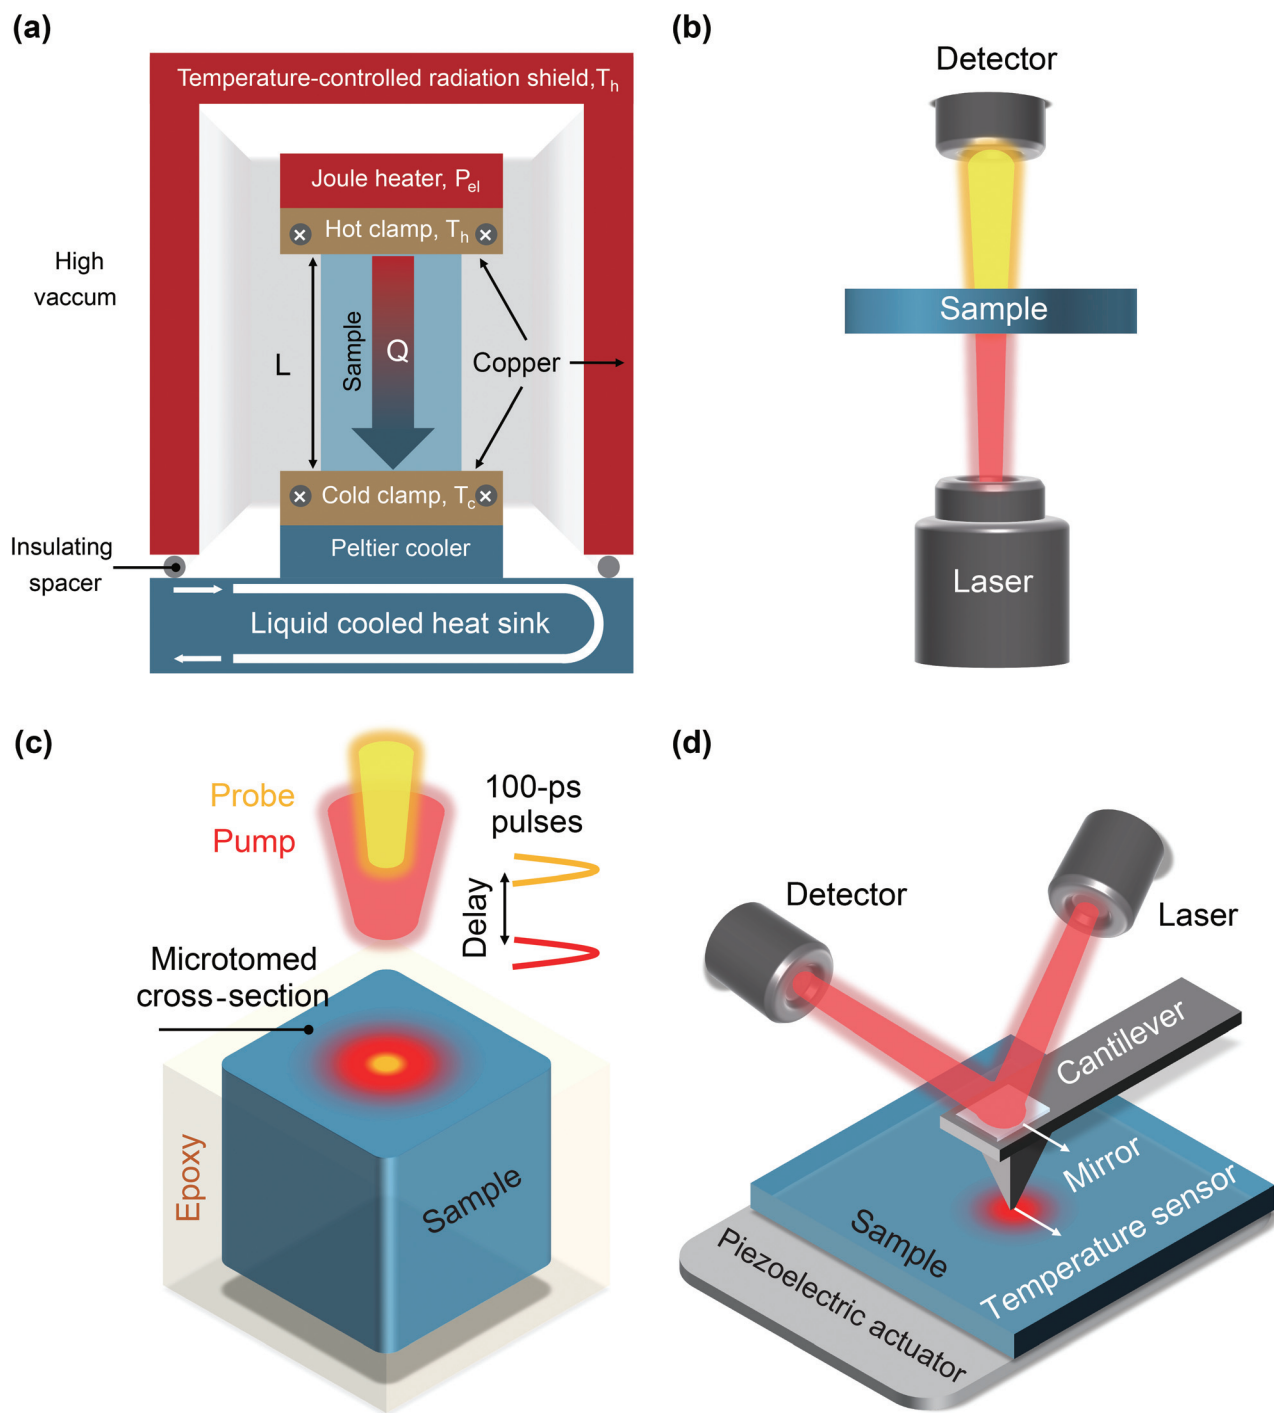 (a)
Temperature-controlled radiation shield,Th
Joule heater, Pel
Hot clamp, Th
High
vaccum
L
Sample
Q
Copper
Cold clamp, Tc
Insulating
spacer
Peltier cooler
Liquid cooled heat sink
(b)
Detector
Sample
Laser
(c)
Probe
Pump
100-ps
pulses
Delay
Microtomed
cross-section
Epoxy
Sample
(d)
Detector
Laser
Cantilever
Mirror
Temperature sensor
Sample
Piezoelectric actuator